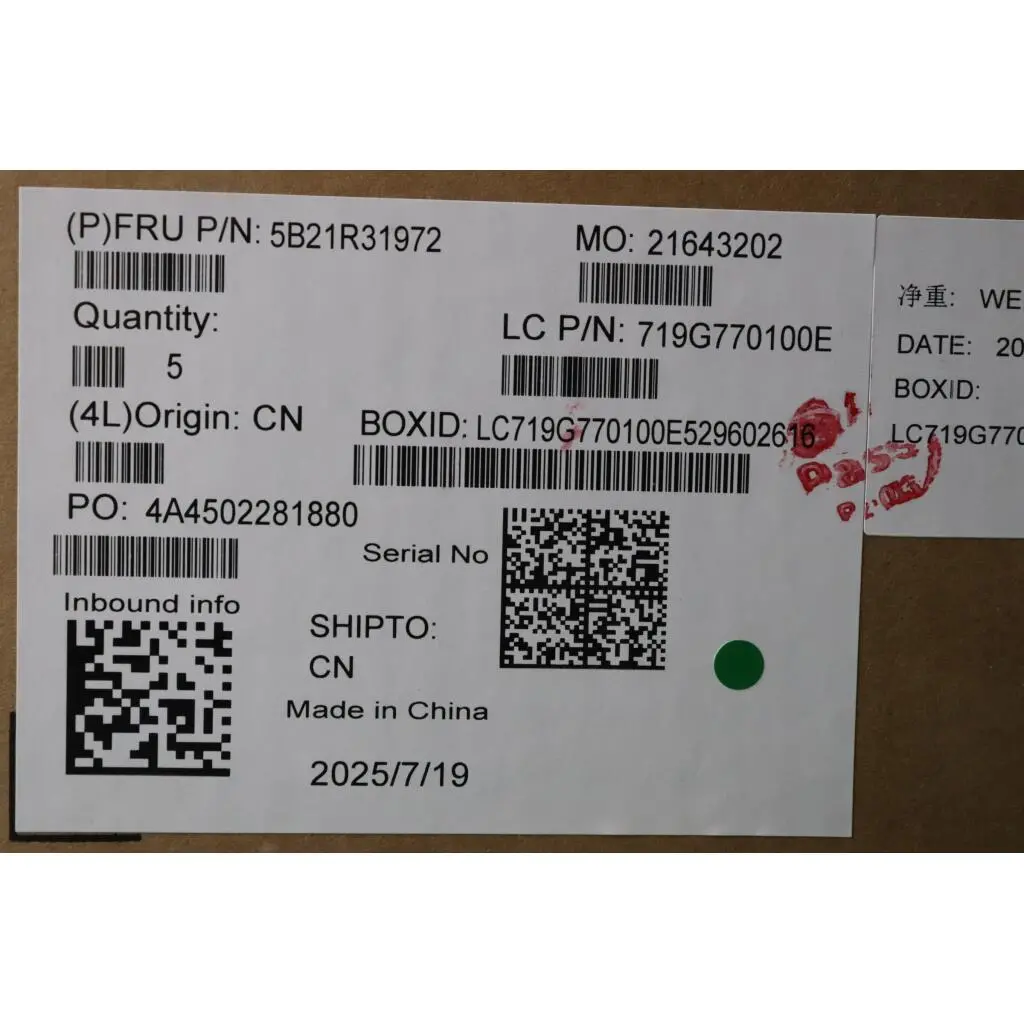 (P)FRU P/N: 5B21R31972
MO: 21643202
Quantity:
5
LC P/N: 719G770100E
(4L)Origin: CN
BOXID: LC719G770100E529602616
PO: 4A4502281880
Serial No
Inbound info
SHIPTO:
CN
Made in China
2025/7/19
净重: WE
DATE: 20
BOXID:
LC719G770